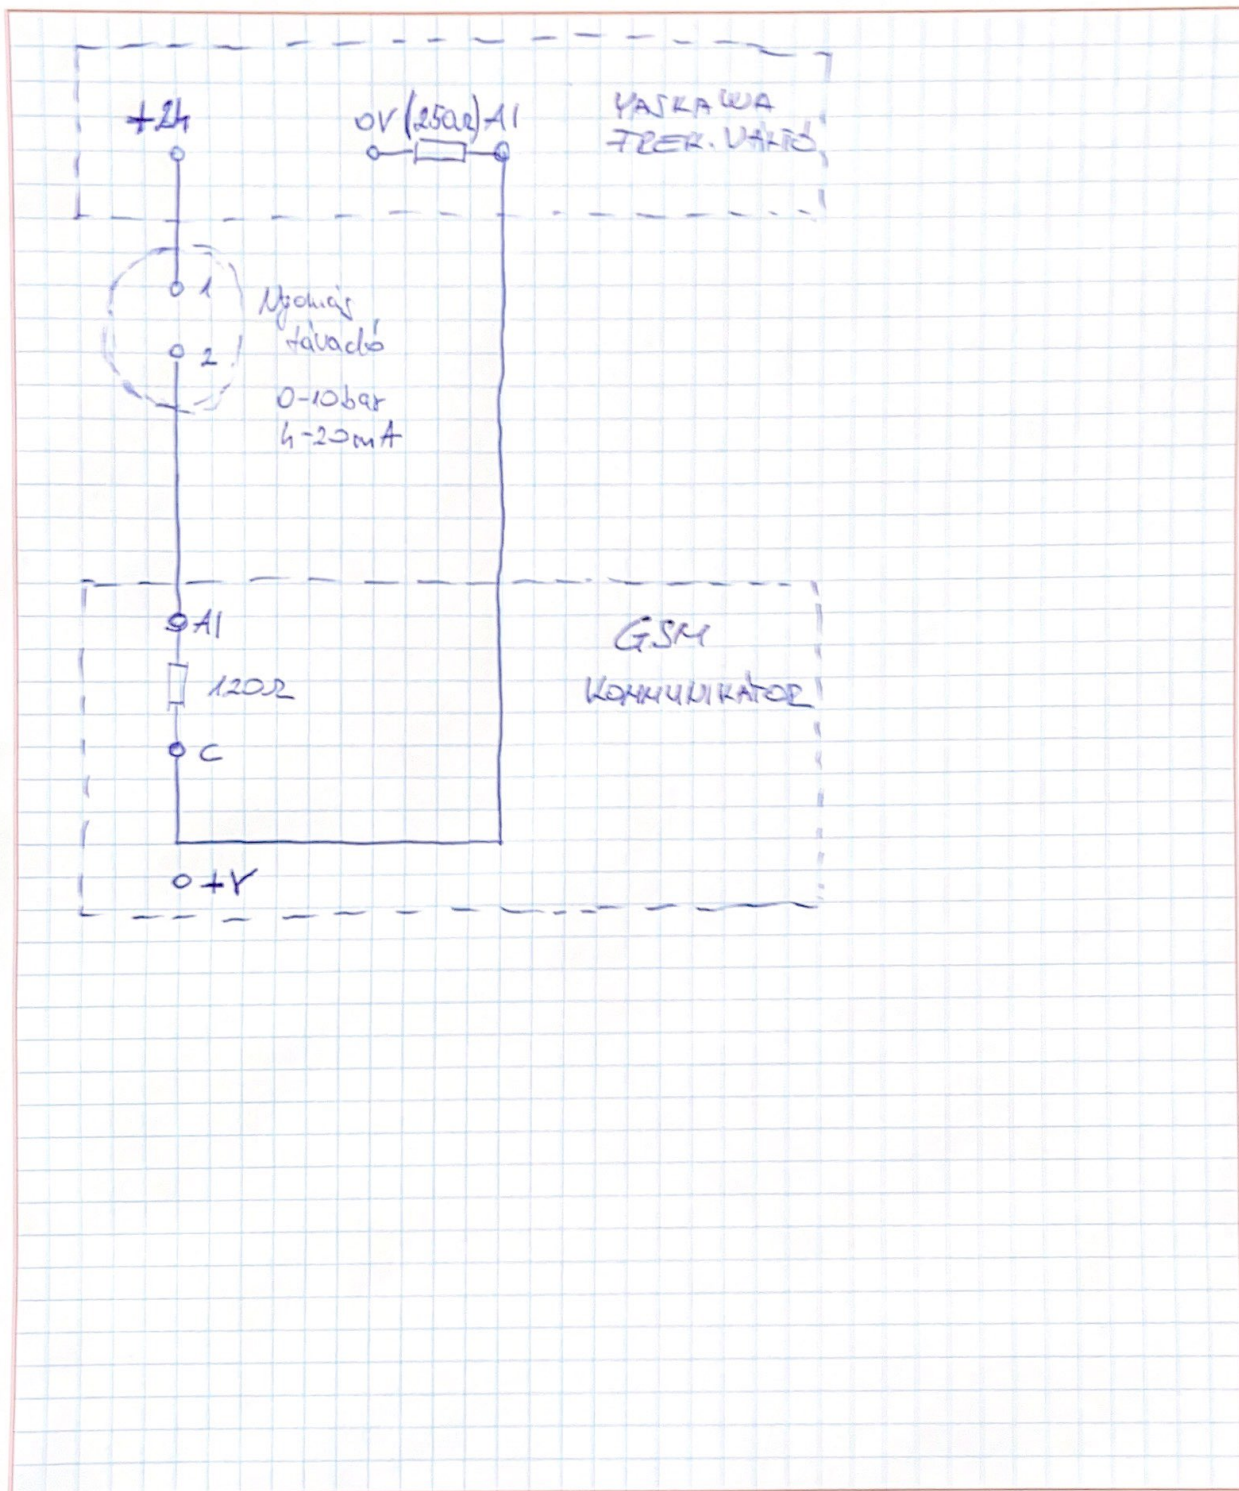 +24
0V (250Ω) AI
YASKAWA
FREK. VÁLTÓ
1
2
Nyomás
távadó
0-10bar
4-20mA
AI
120Ω
C
+V
GSM
KOMMUNIKÁTOR